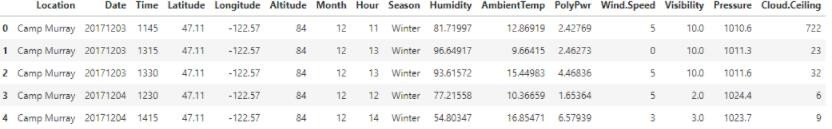 Location Date Time Latitude Longitude Altitude Month Hour Season Humidity AmbientTemp PolyPwr Wind.Speed Visibility Pressure Cloud.Ceiling
0 Camp Murray 20171203 1145 47.11 -122.57 84 12 11 Winter 81.71997 12.86919 2.42769 5 10.0 1010.6 722
1 Camp Murray 20171203 1315 47.11 -122.57 84 12 13 Winter 96.64917 9.66415 2.46273 0 10.0 1011.3 23
2 Camp Murray 20171203 1330 47.11 -122.57 84 12 13 Winter 93.61572 15.44983 4.46836 5 10.0 1011.6 32
3 Camp Murray 20171204 1230 47.11 -122.57 84 12 12 Winter 77.21558 10.36659 1.65364 5 2.0 1024.4 6
4 Camp Murray 20171204 1415 47.11 -122.57 84 12 14 Winter 54.80347 16.85471 6.57939 3 3.0 1023.7 9